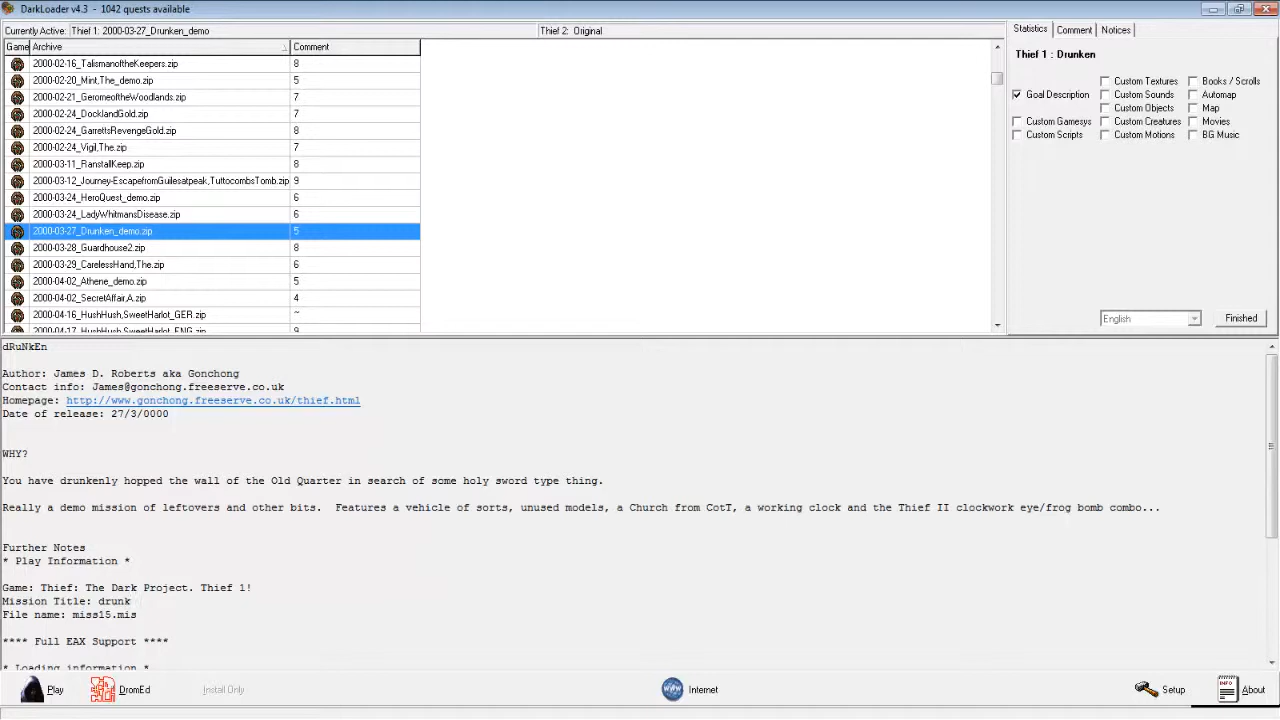 DarkLoader v4.3 - 1042 quests available
Currently Active: Thief 1: 2000-03-27_Drunken_demo
Thief 2: Original
Game Archive Comment
2000-02-16_TalismanoftheKeepers.zip 8
2000-02-20_Mint,The_demo.zip 5
2000-02-21_GeromeoftheWoodlands.zip 7
2000-02-24_DocklandGold.zip 7
2000-02-24_GarrettsRevengeGold.zip 8
2000-02-24_Vigil,The.zip 7
2000-03-11_RanstallKeep.zip 8
2000-03-12_Journey-EscapefromGuilesatpeak,TuttocombsTomb.zip 9
2000-03-24_HeroQuest_demo.zip 6
2000-03-24_LadyWhitmansDisease.zip 6
2000-03-27_Drunken_demo.zip 5
2000-03-28_Guardhouse2.zip 8
2000-03-29_CarelessHand,The.zip 6
2000-04-02_Athene_demo.zip 5
2000-04-02_SecretAffair,A.zip 4
2000-04-16_HushHush,SweetHarlot_GER.zip ~
2000-04-17_HushHush,SweetHarlot_ENG.zip 9
Statistics Comment Notices
Thief 1 : Drunken
Custom Textures Books / Scrolls
Goal Description Custom Sounds Automap
Custom Objects Map
Custom Gamesys Custom Creatures Movies
Custom Scripts Custom Motions BG Music
English Finished
dRuNkEn
Author: James D. Roberts aka Gonchong
Contact info: James@gonchong.freeserve.co.uk
Homepage: http://www.gonchong.freeserve.co.uk/thief.html
Date of release: 27/3/0000
WHY?
You have drunkenly hopped the wall of the Old Quarter in search of some holy sword type thing.
Really a demo mission of leftovers and other bits.  Features a vehicle of sorts, unused models, a Church from CotT, a working clock and the Thief II clockwork eye/frog bomb combo...
Further Notes
* Play Information *
Game: Thief: The Dark Project. Thief 1!
Mission Title: drunk
File name: miss15.mis
**** Full EAX Support ****
* Loading information *
Play DromEd Install Only Internet Setup About